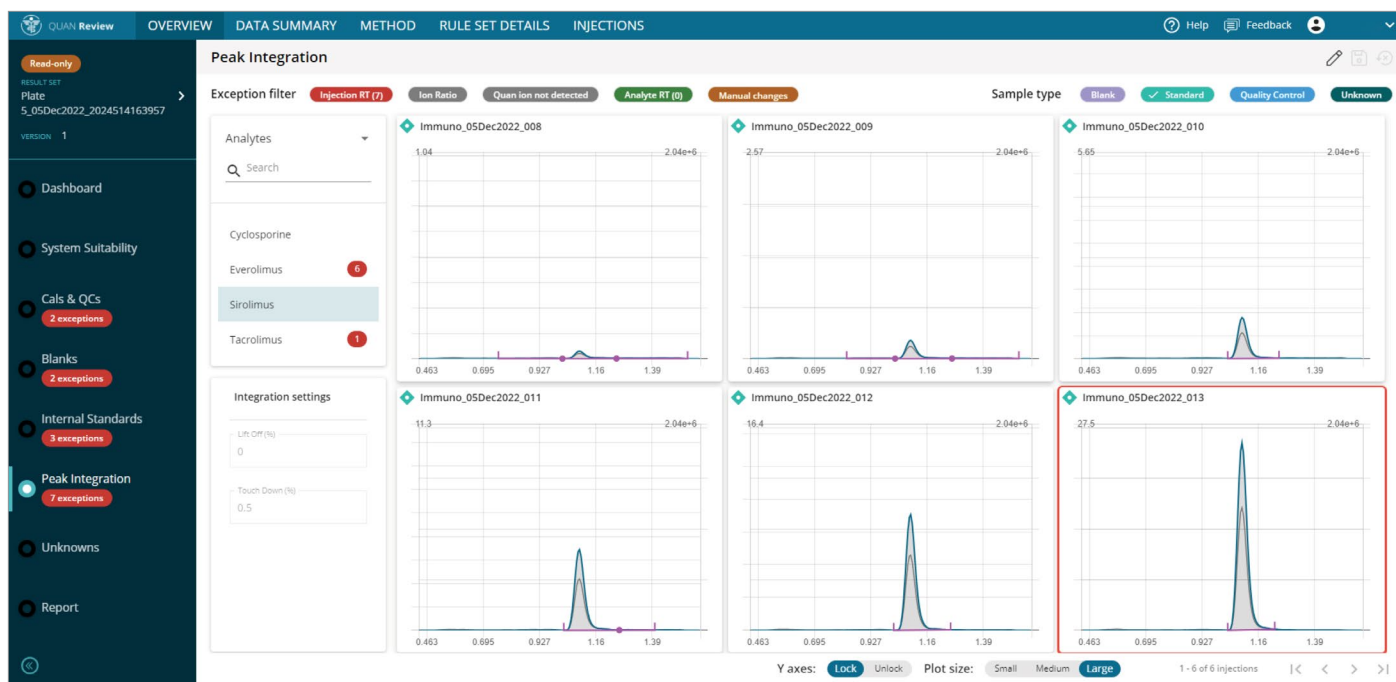 QUAN Review OVERVIEW DATA SUMMARY METHOD RULE SET DETAILS INJECTIONS Help Feedback
Read-only
RESULT SET
Plate
5_05Dec2022_2024514163957
VERSION 1
Dashboard
System Suitability
Cals & QCs
2 exceptions
Blanks
2 exceptions
Internal Standards
3 exceptions
Peak Integration
7 exceptions
Unknowns
Report
Peak Integration
Exception filter Injection RT (7) Ion Ratio Quan ion not detected Analyte RT (0) Manual changes Sample type Blank Standard Quality Control Unknown
Analytes
Search
Cyclosporine
Everolimus 6
Sirolimus
Tacrolimus 1
Integration settings
Lift Off (%)
0
Touch Down (%)
0.5
Immuno_05Dec2022_008
1.04 2.04e+6
0.463 0.695 0.927 1.16 1.39
Immuno_05Dec2022_009
2.57 2.04e+6
0.463 0.695 0.927 1.16 1.39
Immuno_05Dec2022_010
5.65 2.04e+6
0.463 0.695 0.927 1.16 1.39
Immuno_05Dec2022_011
11.3 2.04e+6
0.463 0.695 0.927 1.16 1.39
Immuno_05Dec2022_012
16.4 2.04e+6
0.463 0.695 0.927 1.16 1.39
Immuno_05Dec2022_013
27.5 2.04e+6
0.463 0.695 0.927 1.16 1.39
Y axes: Lock Unlock Plot size: Small Medium Large 1 - 6 of 6 injections